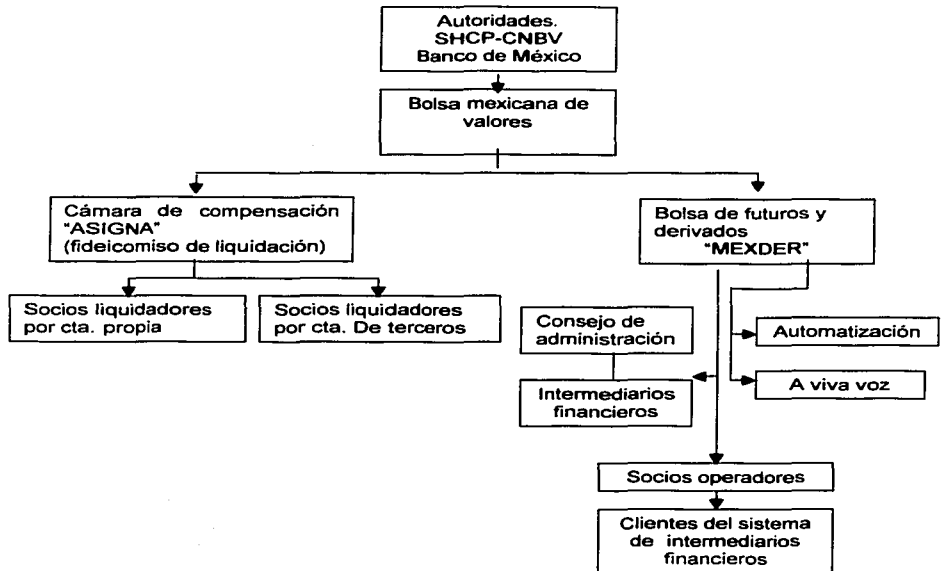 Autoridades.
SHCP-CNBV
Banco de México
Bolsa mexicana de
valores
Cámara de compensación
"ASIGNA"
(fideicomiso de liquidación)
Bolsa de futuros y
derivados
"MEXDER"
Socios liquidadores
por cta. propia
Socios liquidadores
por cta. De terceros
Consejo de
administración
Automatización
A viva voz
Intermediarios
financieros
Socios operadores
Clientes del sistema
de intermediarios
financieros